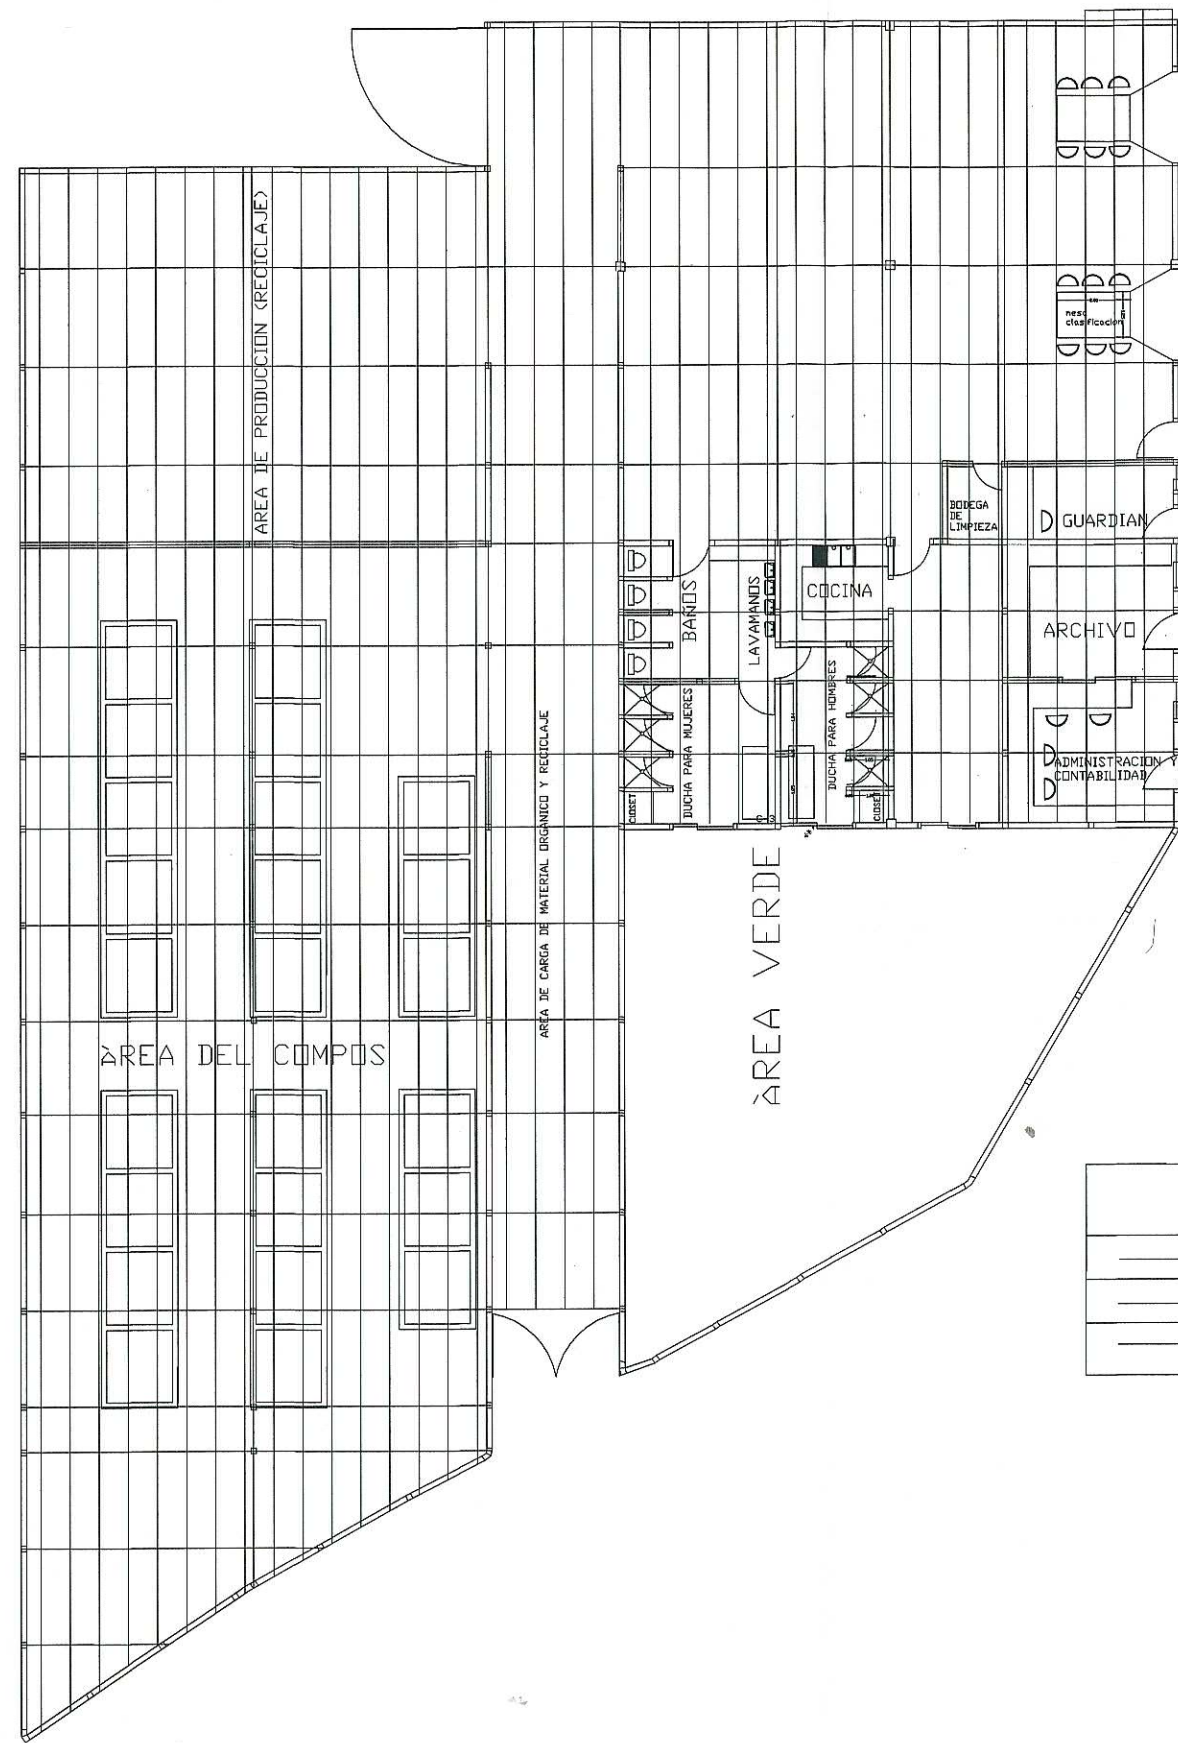 AREA DE PRODUCCION (RECICLAJE)
mesa
clasificacion
BODEGA
DE
LIMPIEZA
GUARDIAN
BAÑOS
LAVAMANOS
COCINA
ARCHIVO
DUCHA PARA MUJERES
DUCHA PARA HOMBRES
CLOSET
CLOSET
ADMINISTRACION Y
CONTABILIDAD
AREA DE CARGA DE MATERIAL ORGANICO Y RECICLAJE
ÀREA VERDE
ÀREA DEL COMPOS